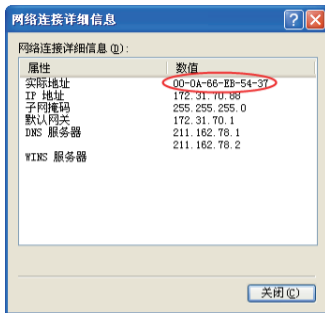 网络连接详细信息
网络连接详细信息(D):
属性 数值
实际地址 00-0A-66-EB-54-37
IP 地址 172.31.70.88
子网掩码 255.255.255.0
默认网关 172.31.70.1
DNS 服务器 211.162.78.1
211.162.78.2
WINS 服务器
关闭(C)